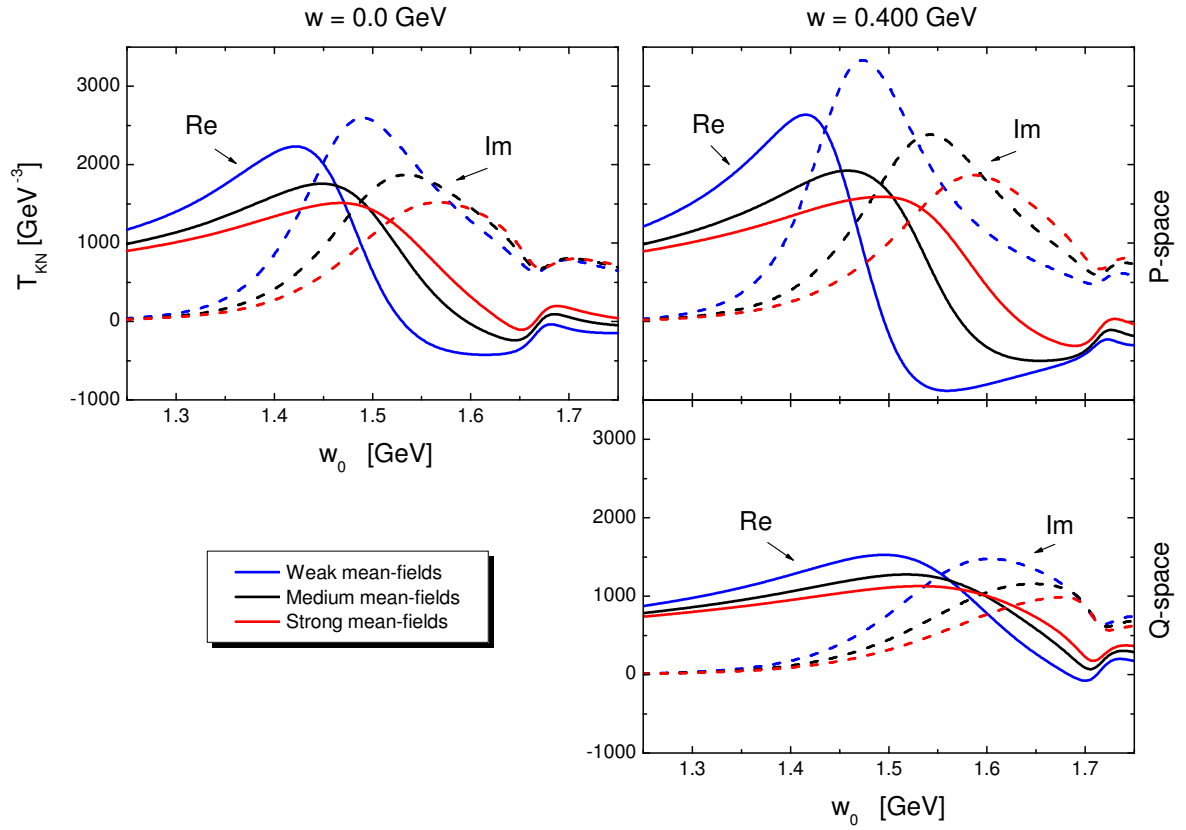 w = 0.0 GeV
w = 0.400 GeV
3000
2000
1000
0
-1000
T_KN [GeV^-3]
Re
Im
Re
Im
P-space
1.3 1.4 1.5 1.6 1.7
w_0 [GeV]
3000
2000
1000
0
-1000
Re
Im
Q-space
Weak mean-fields
Medium mean-fields
Strong mean-fields
1.3 1.4 1.5 1.6 1.7
w_0 [GeV]